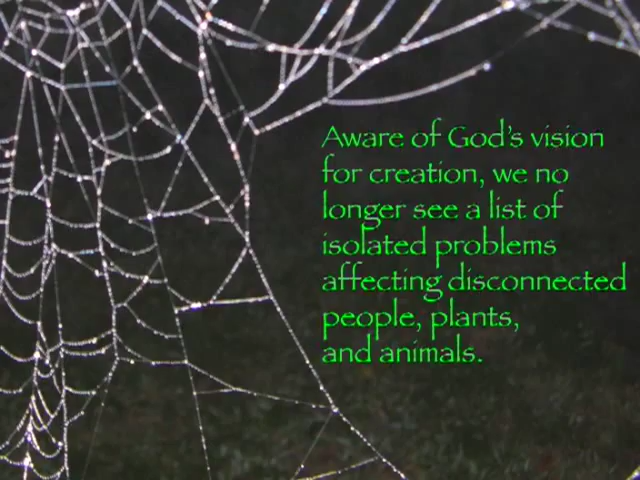 Aware of God's vision
for creation, we no
longer see a list of
isolated problems
affecting disconnected
people, plants,
and animals.